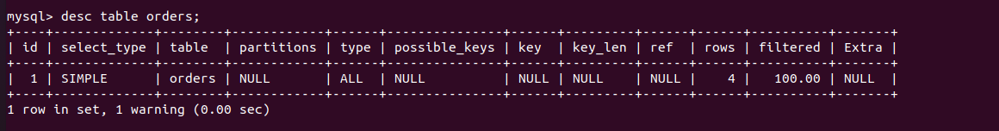 mysql> desc table orders;
+----+-------------+--------+------------+------+---------------+------+---------+------+------+----------+-------+
| id | select_type | table  | partitions | type | possible_keys | key  | key_len | ref  | rows | filtered | Extra |
+----+-------------+--------+------------+------+---------------+------+---------+------+------+----------+-------+
|  1 | SIMPLE      | orders | NULL       | ALL  | NULL          | NULL | NULL    | NULL |    4 |   100.00 | NULL  |
+----+-------------+--------+------------+------+---------------+------+---------+------+------+----------+-------+
1 row in set, 1 warning (0.00 sec)